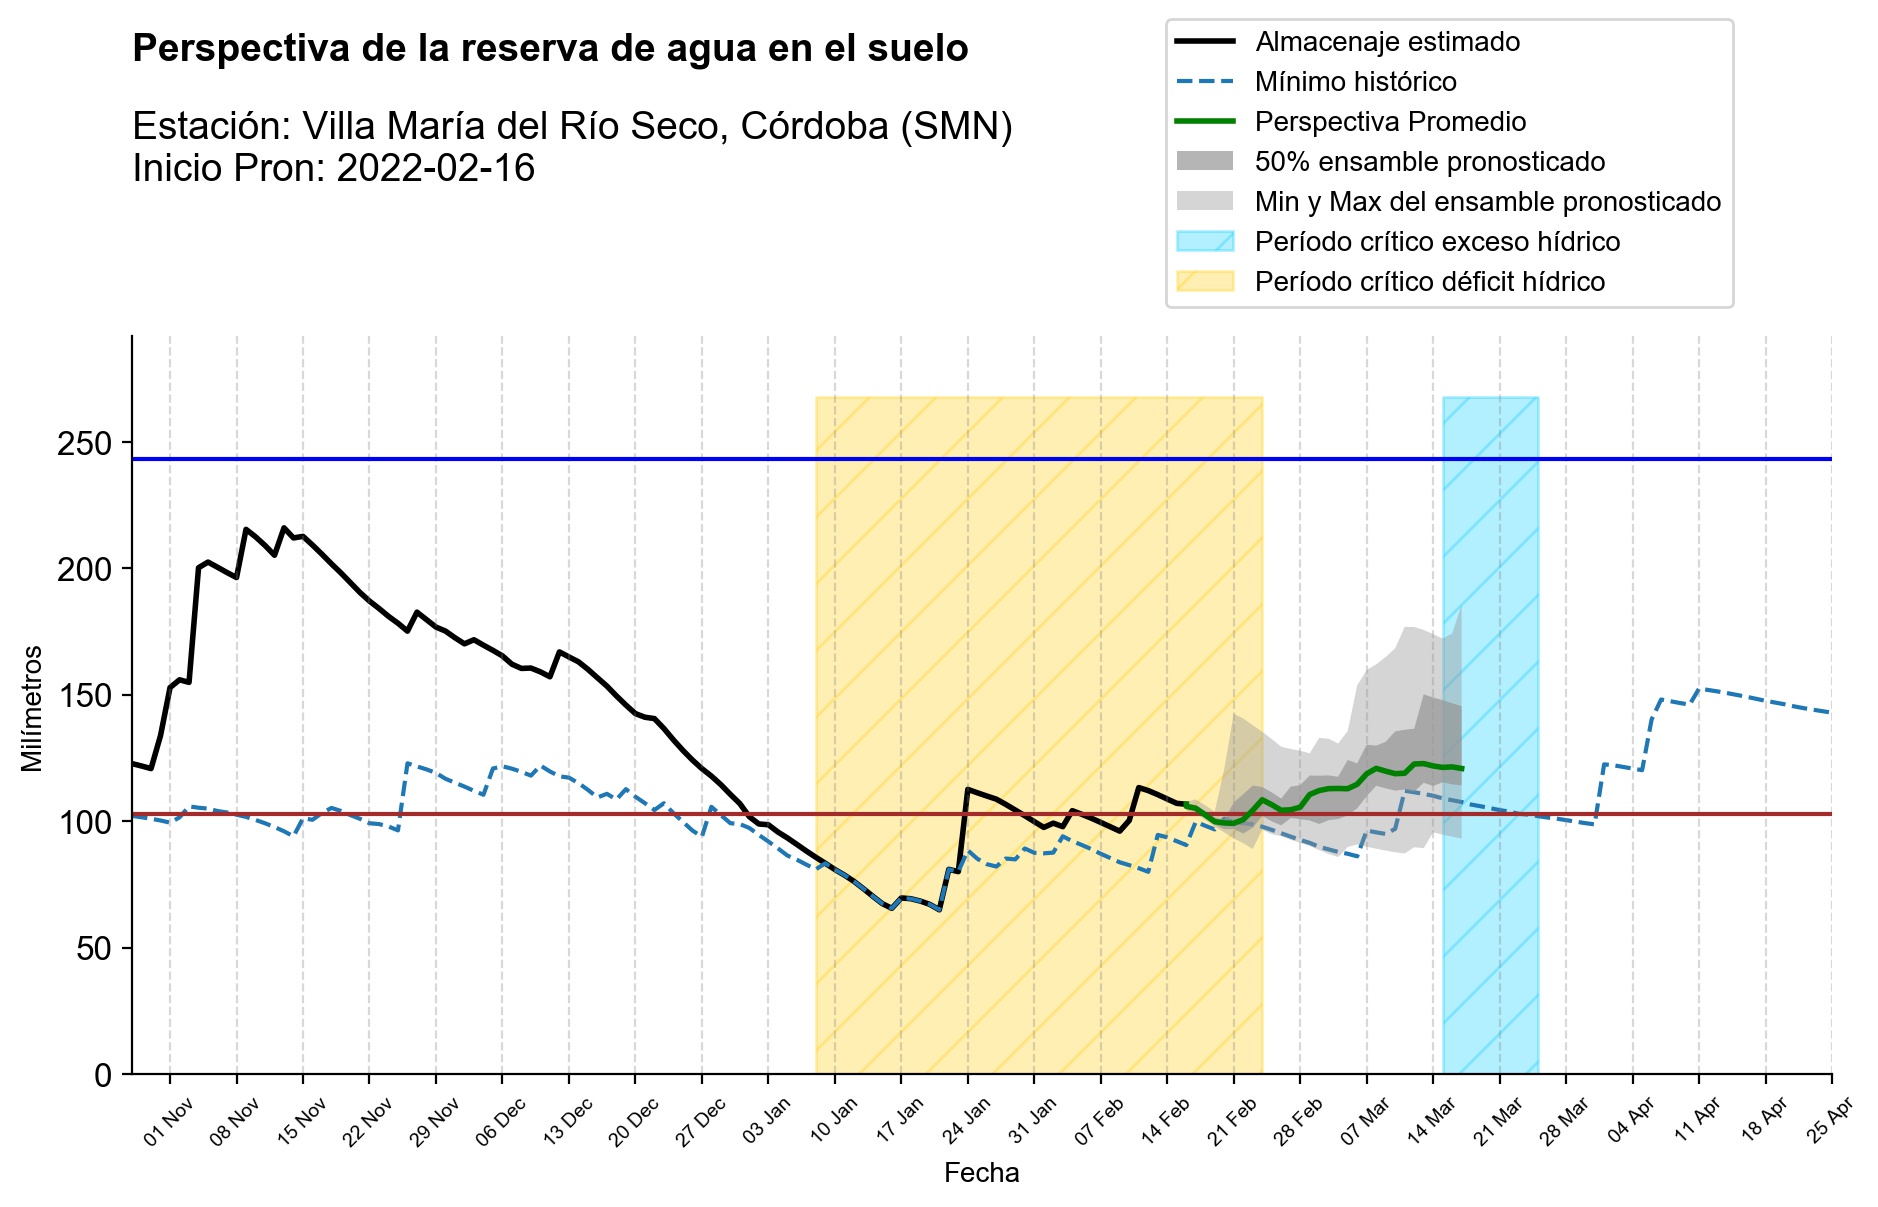 Perspectiva de la reserva de agua en el suelo
Estación: Villa María del Río Seco, Córdoba (SMN)
Inicio Pron: 2022-02-16
Almacenaje estimado
Mínimo histórico
Perspectiva Promedio
50% ensamble pronosticado
Min y Max del ensamble pronosticado
Período crítico exceso hídrico
Período crítico déficit hídrico
Milímetros
250
200
150
100
50
0
01 Nov
08 Nov
15 Nov
22 Nov
29 Nov
06 Dec
13 Dec
20 Dec
27 Dec
03 Jan
10 Jan
17 Jan
24 Jan
31 Jan
07 Feb
14 Feb
21 Feb
28 Feb
07 Mar
14 Mar
21 Mar
28 Mar
04 Apr
11 Apr
18 Apr
25 Apr
Fecha